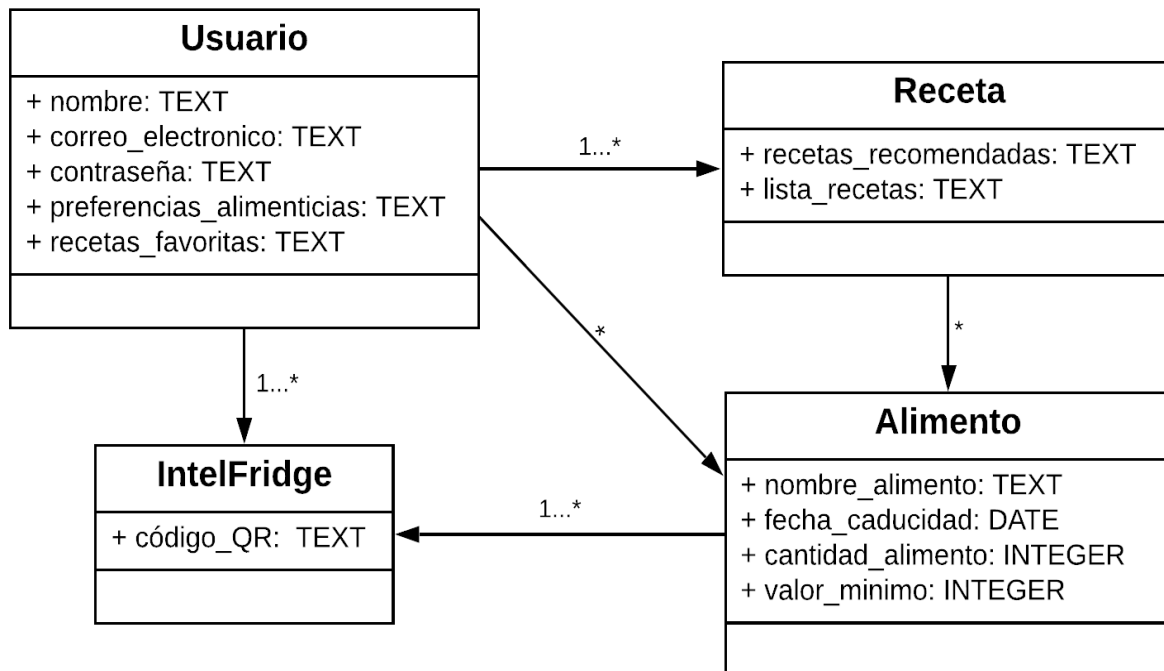 Usuario
+ nombre: TEXT
+ correo_electronico: TEXT
+ contraseña: TEXT
+ preferencias_alimenticias: TEXT
+ recetas_favoritas: TEXT
1...*
Receta
+ recetas_recomendadas: TEXT
+ lista_recetas: TEXT
*
*
1...*
IntelFridge
+ código_QR: TEXT
1...*
Alimento
+ nombre_alimento: TEXT
+ fecha_caducidad: DATE
+ cantidad_alimento: INTEGER
+ valor_minimo: INTEGER